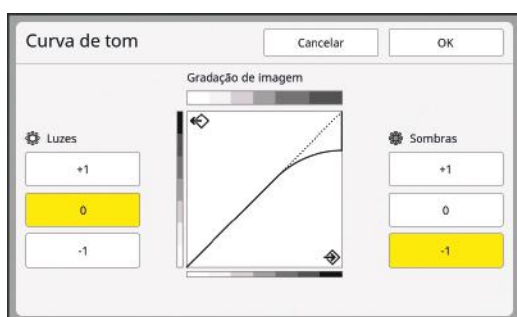 Curva de tom
Cancelar
OK
Gradação de imagem
Luzes
+1
0
-1
Sombras
+1
0
-1